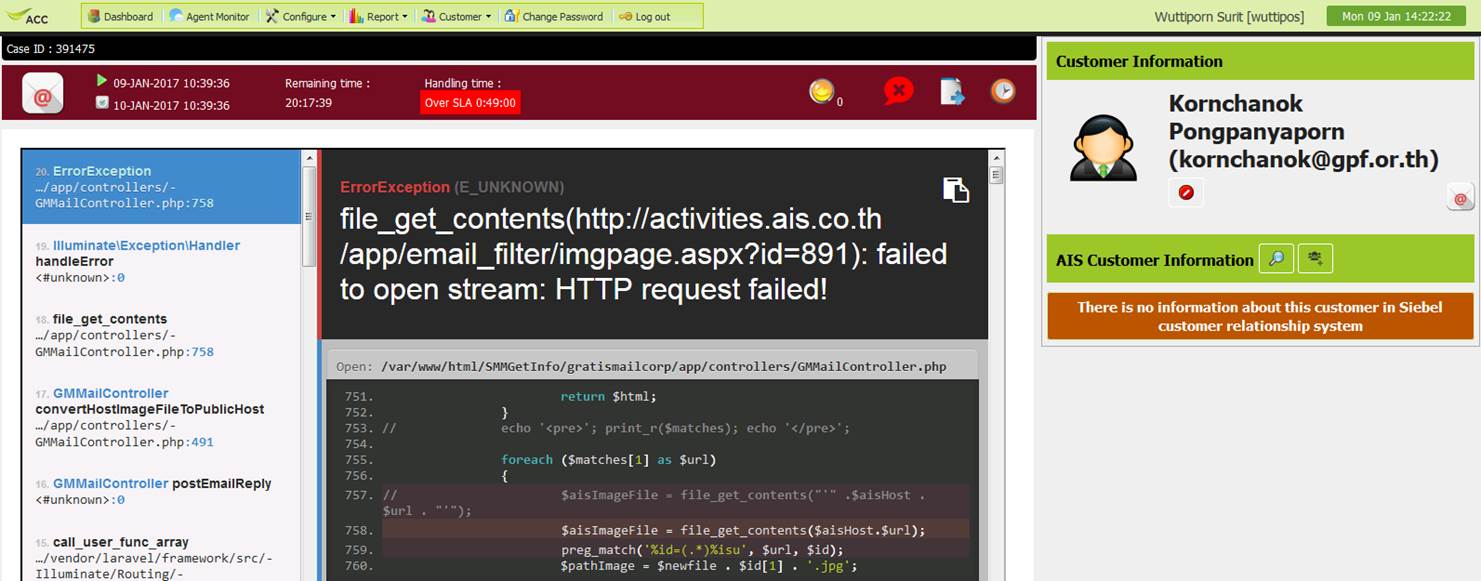 ACC
Dashboard Agent Monitor Configure Report Customer Change Password Log out
Wuttiporn Surit [wuttipos]
Mon 09 Jan 14:22:22
Case ID : 391475
09-JAN-2017 10:39:36
10-JAN-2017 10:39:36
Remaining time :
20:17:39
Handling time :
Over SLA 0:49:00
0
20. ErrorException
…/app/controllers/-
GMMailController.php:758
19. Illuminate\Exception\Handler
handleError
<#unknown>:0
18. file_get_contents
…/app/controllers/-
GMMailController.php:758
17. GMMailController
convertHostImageFileToPublicHost
…/app/controllers/-
GMMailController.php:491
16. GMMailController postEmailReply
<#unknown>:0
15. call_user_func_array
…/vendor/laravel/framework/src/-
Illuminate/Routing/-
ErrorException (E_UNKNOWN)
file_get_contents(http://activities.ais.co.th
/app/email_filter/imgpage.aspx?id=891): failed
to open stream: HTTP request failed!
Open: /var/www/html/SMMGetInfo/gratismailcorp/app/controllers/GMMailController.php
751. return $html;
752. }
753. // echo '<pre>'; print_r($matches); echo '</pre>';
754.
755. foreach ($matches[1] as $url)
756. {
757. // $aisImageFile = file_get_contents("'" .$aisHost .
$url . "'");
758. $aisImageFile = file_get_contents($aisHost.$url);
759. preg_match('%id=(.*)%isu', $url, $id);
760. $pathImage = $newfile . $id[1] . '.jpg';
Customer Information
Kornchanok
Pongpanyaporn
(kornchanok@gpf.or.th)
AIS Customer Information
There is no information about this customer in Siebel
customer relationship system